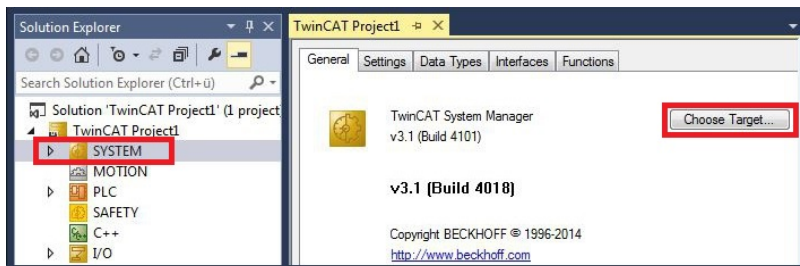 Solution Explorer
Search Solution Explorer (Ctrl+ü)
Solution 'TwinCAT Project1' (1 project
TwinCAT Project1
SYSTEM
MOTION
PLC
SAFETY
C++
I/O
TwinCAT Project1
General Settings Data Types Interfaces Functions
TwinCAT System Manager
v3.1 (Build 4101)
Choose Target...
v3.1 (Build 4018)
Copyright BECKHOFF © 1996-2014
http://www.beckhoff.com